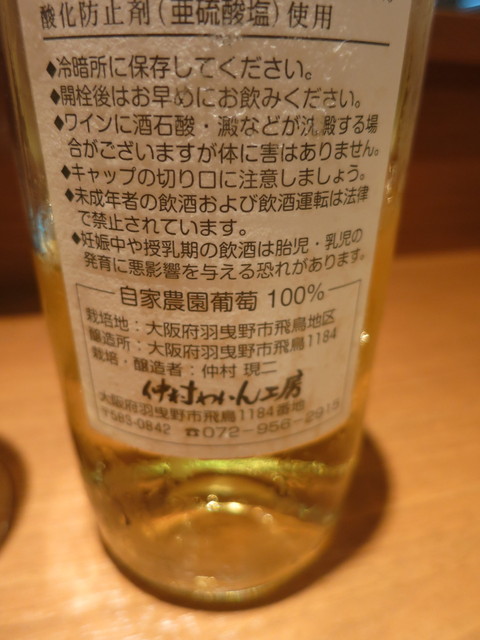 酸化防止剤(亜硫酸塩)使用
◆冷暗所に保存してください。
◆開栓後はお早めにお飲みください。
◆ワインに酒石酸・澱などが沈殿する場
合がございますが体に害はありません。
◆キャップの切り口に注意しましょう。
◆未成年者の飲酒および飲酒運転は法律
で禁止されています。
◆妊娠中や授乳期の飲酒は胎児・乳児の
発育に悪影響を与える恐れがあります。
自家農園葡萄 100%
栽培地:大阪府羽曳野市飛鳥地区
醸造所:大阪府羽曳野市飛鳥1184
栽培・醸造者:仲村 現二
仲村わいん工房
大阪府羽曳野市飛鳥1184番地
〒583-0842 ☎072-956-2915